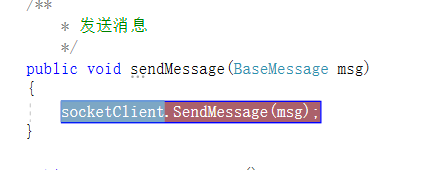 /**
* 发送消息
*/
public void sendMessage(BaseMessage msg)
{
socketClient.SendMessage(msg);
}